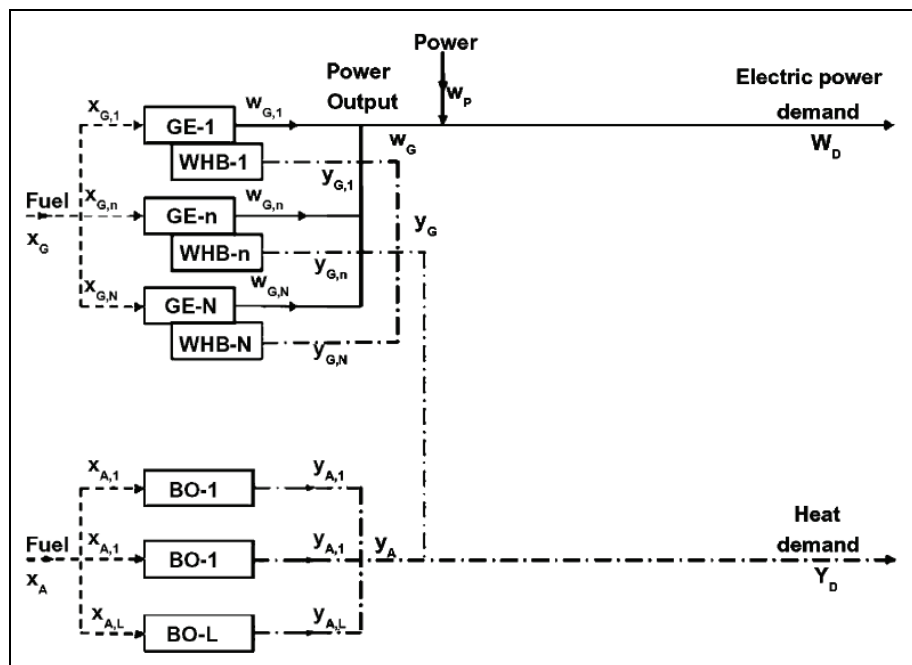 Power
w_P
Power
Output
Electric power
demand
W_D
x_G,1
GE-1
w_G,1
w_G
WHB-1
y_G,1
Fuel
x_G
x_G,n
GE-n
w_G,n
y_G
WHB-n
y_G,n
x_G,N
GE-N
w_G,N
WHB-N
y_G,N
x_A,1
BO-1
y_A,1
Fuel
x_A
x_A,1
BO-1
y_A,1
y_A
Heat
demand
Y_D
x_A,L
BO-L
y_A,L